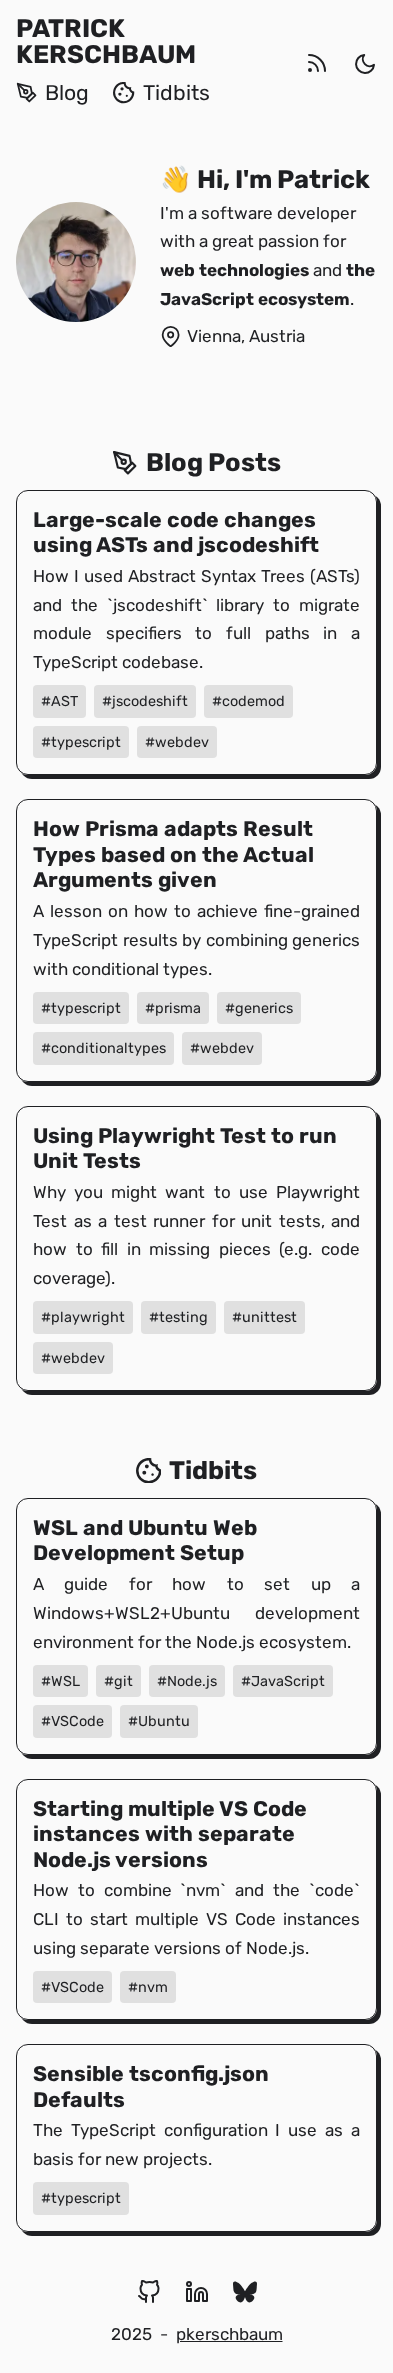 PATRICK
KERSCHBAUM
Blog Tidbits
👋 Hi, I'm Patrick
I'm a software developer
with a great passion for
web technologies and the
JavaScript ecosystem.
Vienna, Austria
Blog Posts
Large-scale code changes
using ASTs and jscodeshift
How I used Abstract Syntax Trees (ASTs)
and the `jscodeshift` library to migrate
module specifiers to full paths in a
TypeScript codebase.
#AST #jscodeshift #codemod
#typescript #webdev
How Prisma adapts Result
Types based on the Actual
Arguments given
A lesson on how to achieve fine-grained
TypeScript results by combining generics
with conditional types.
#typescript #prisma #generics
#conditionaltypes #webdev
Using Playwright Test to run
Unit Tests
Why you might want to use Playwright
Test as a test runner for unit tests, and
how to fill in missing pieces (e.g. code
coverage).
#playwright #testing #unittest
#webdev
Tidbits
WSL and Ubuntu Web
Development Setup
A guide for how to set up a
Windows+WSL2+Ubuntu development
environment for the Node.js ecosystem.
#WSL #git #Node.js #JavaScript
#VSCode #Ubuntu
Starting multiple VS Code
instances with separate
Node.js versions
How to combine `nvm` and the `code`
CLI to start multiple VS Code instances
using separate versions of Node.js.
#VSCode #nvm
Sensible tsconfig.json
Defaults
The TypeScript configuration I use as a
basis for new projects.
#typescript
2025 - pkerschbaum